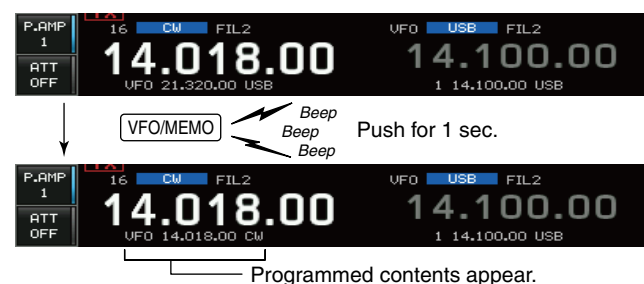 P.AMP 1
ATT OFF
TX
16 CW FIL2 VFO USB FIL2
14.018.00 14.100.00
VFO 21.320.00 USB 1 14.100.00 USB
VFO/MEMO Beep Beep Beep Push for 1 sec.
P.AMP 1
ATT OFF
TX
16 CW FIL2 VFO USB FIL2
14.018.00 14.100.00
VFO 14.018.00 CW 1 14.100.00 USB
Programmed contents appear.